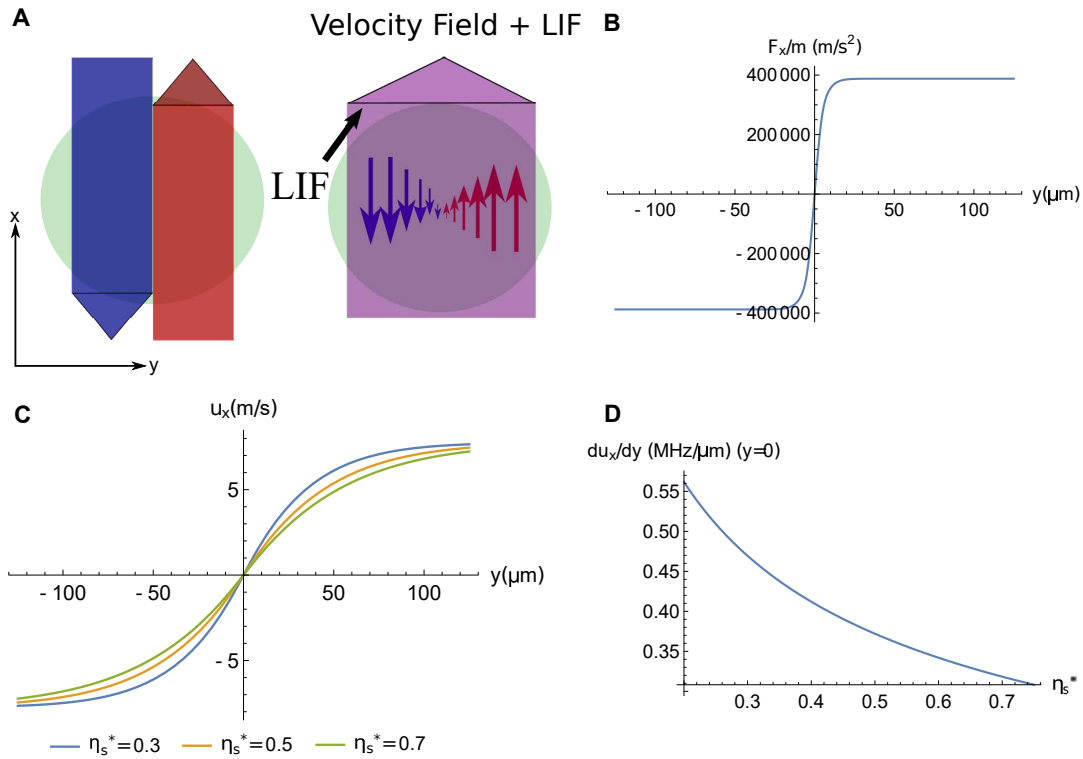 A
Velocity Field + LIF
LIF
x
y
B
Fx/m (m/s²)
400 000
200 000
- 100
- 50
50
100
y(µm)
- 200 000
- 400 000
C
ux(m/s)
5
- 100
- 50
50
100
y(µm)
- 5
ηs*=0.3
ηs*=0.5
ηs*=0.7
D
dux/dy (MHz/µm) (y=0)
0.55
0.50
0.45
0.40
0.35
0.3
0.4
0.5
0.6
0.7
ηs*